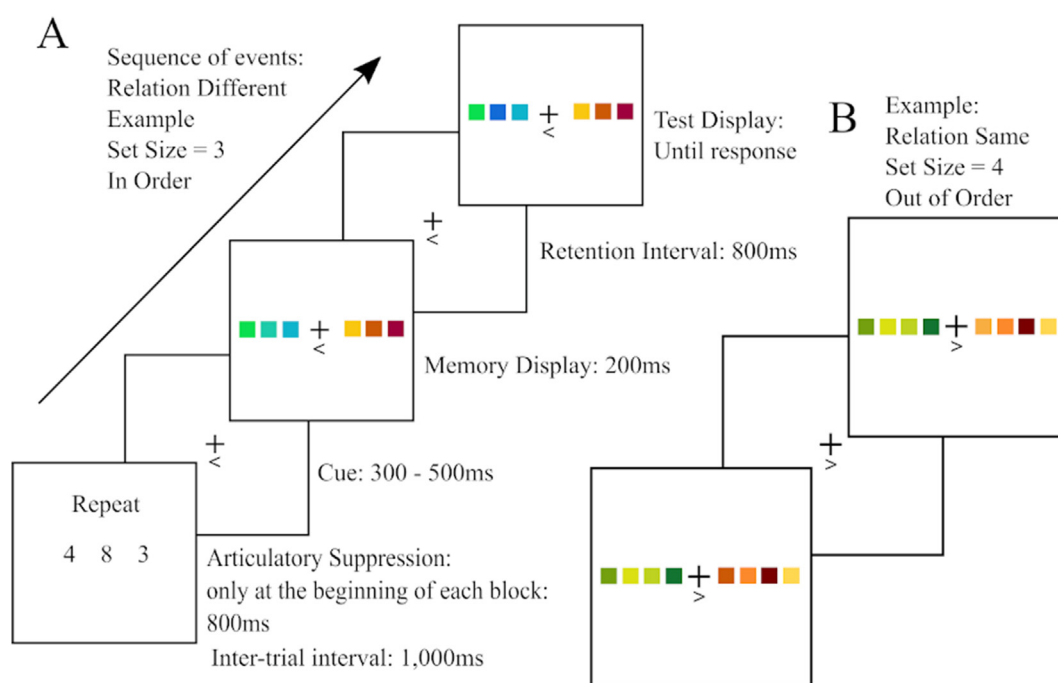 A
Sequence of events:
Relation Different
Example
Set Size = 3
In Order
+
<
Test Display:
Until response
+
<
Retention Interval: 800ms
+
<
Memory Display: 200ms
+
<
Cue: 300 - 500ms
Repeat
4 8 3
Articulatory Suppression:
only at the beginning of each block:
800ms
Inter-trial interval: 1,000ms
B
Example:
Relation Same
Set Size = 4
Out of Order
+
>
+
>
+
>